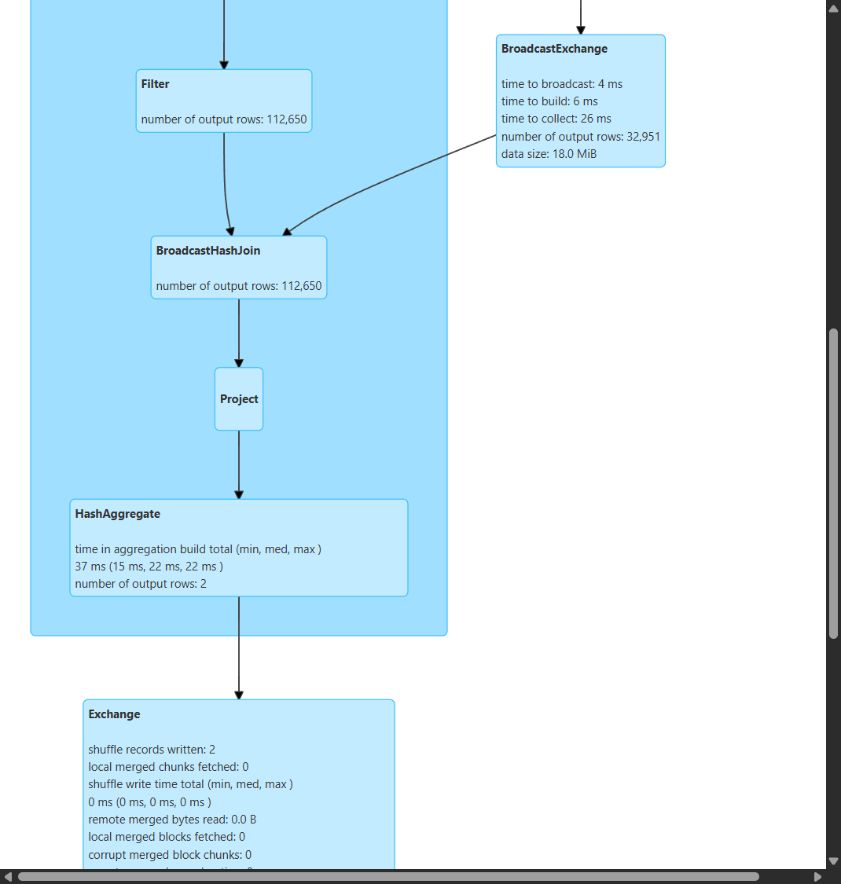 BroadcastExchange
time to broadcast: 4 ms
time to build: 6 ms
time to collect: 26 ms
number of output rows: 32,951
data size: 18.0 MiB
Filter
number of output rows: 112,650
BroadcastHashJoin
number of output rows: 112,650
Project
HashAggregate
time in aggregation build total (min, med, max )
37 ms (15 ms, 22 ms, 22 ms )
number of output rows: 2
Exchange
shuffle records written: 2
local merged chunks fetched: 0
shuffle write time total (min, med, max )
0 ms (0 ms, 0 ms, 0 ms )
remote merged bytes read: 0.0 B
local merged blocks fetched: 0
corrupt merged block chunks: 0